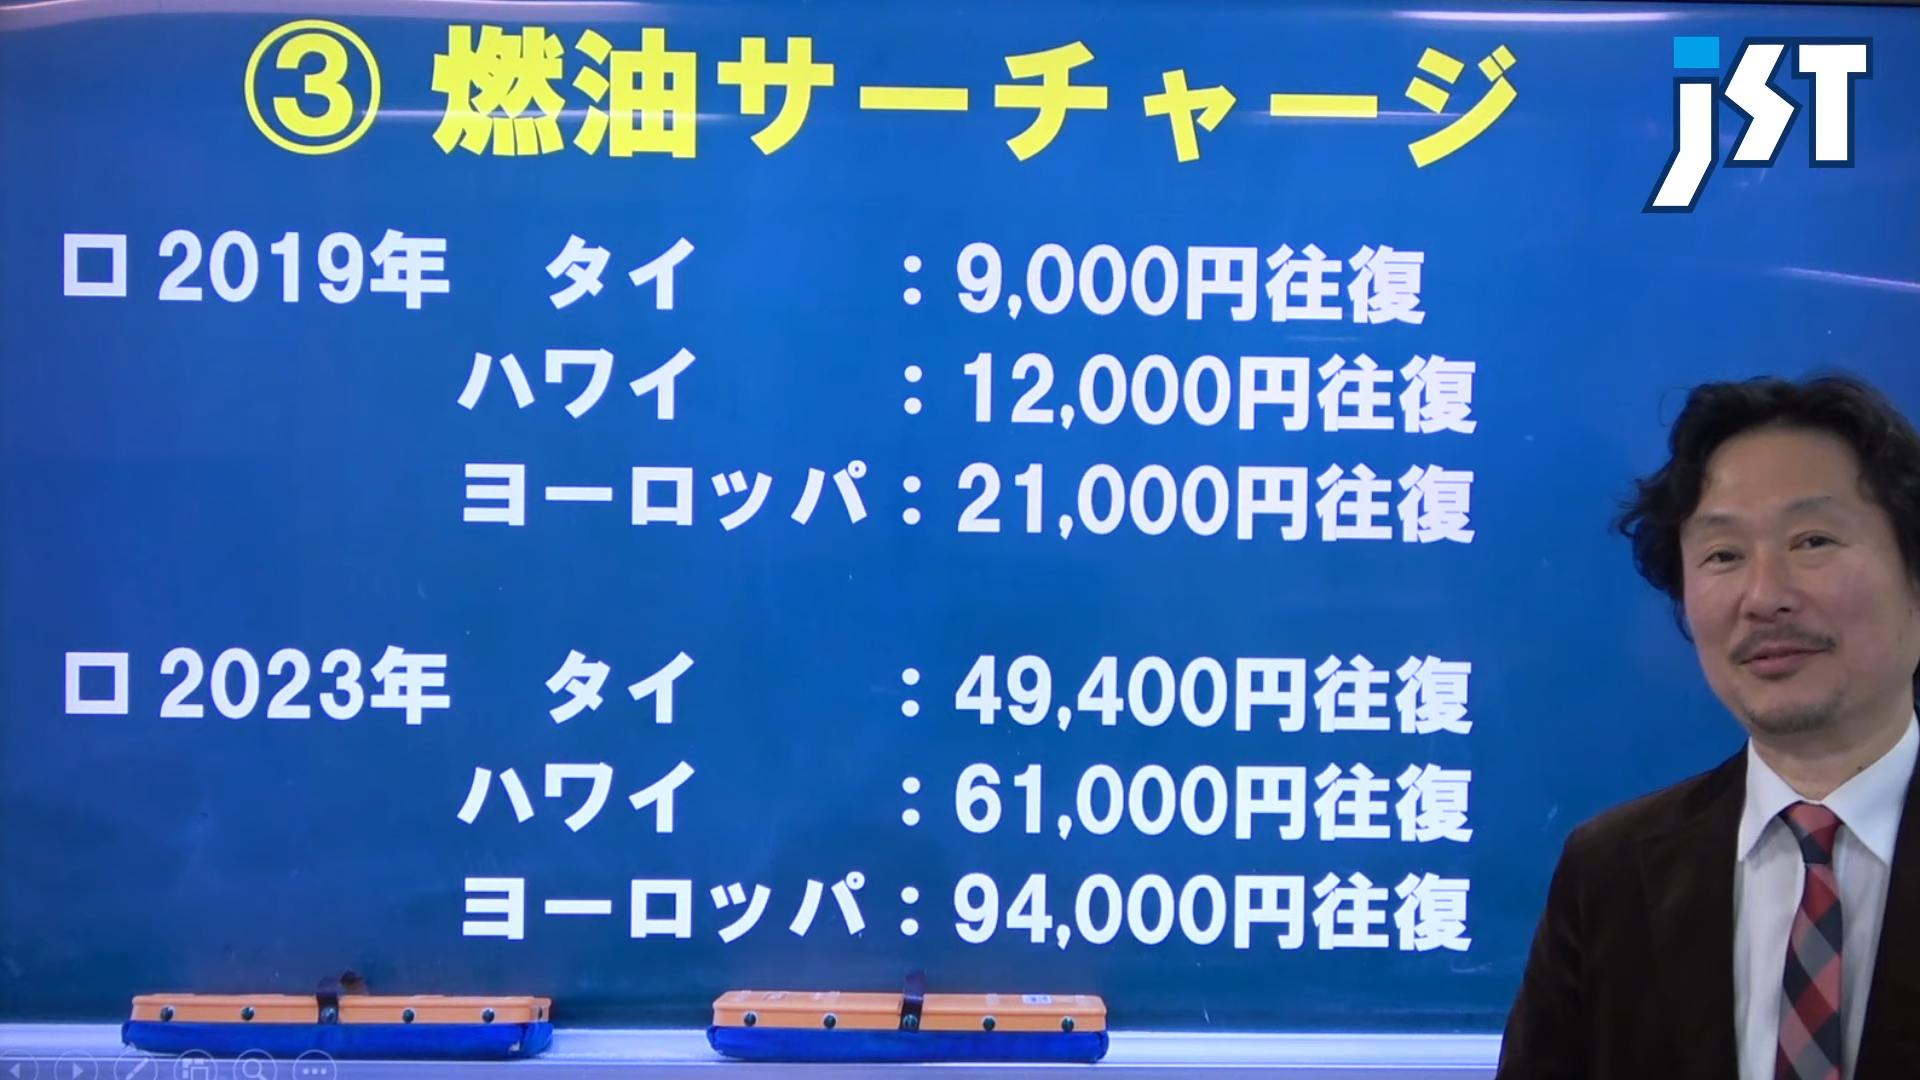 ③ 燃油サーチャージ
jST
□ 2019年 タイ ：9,000円往復
ハワイ ：12,000円往復
ヨーロッパ：21,000円往復
□ 2023年 タイ ：49,400円往復
ハワイ ：61,000円往復
ヨーロッパ：94,000円往復